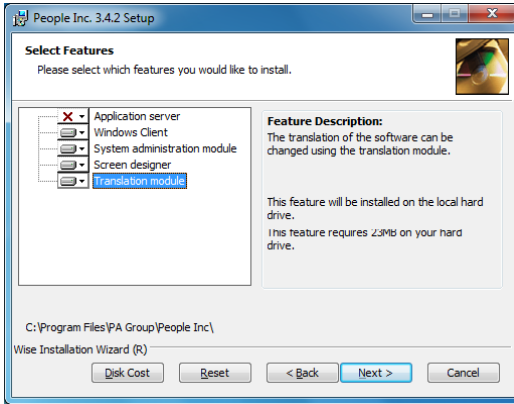 People Inc. 3.4.2 Setup
Select Features
Please select which features you would like to install.
Application server
Windows Client
System administration module
Screen designer
Translation module
Feature Description:
The translation of the software can be
changed using the translation module.
This feature will be installed on the local hard
drive.
This feature requires 23MB on your hard
drive.
C:\Program Files\PA Group\People Inc\
Wise Installation Wizard (R)
Disk Cost
Reset
< Back
Next >
Cancel